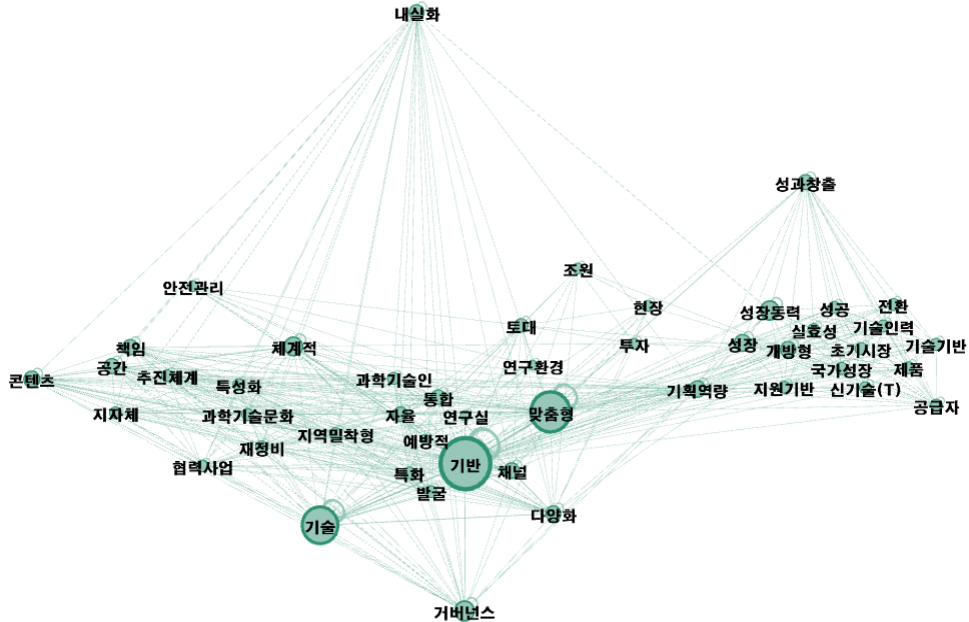 내실화
성과창출
조원
안전관리
현장
성장동력
성공
전환
토대
실효성
기술인력
투자
성장
개방형
초기시장
기술기반
책임
체계적
공간
연구환경
국가성장
제품
콘텐츠
추진체계
특성화
과학기술인
기획역량
지원기반
신기술(T)
통합
공급자
지자체
과학기술문화
자율
연구실
맞춤형
지역밀착형
예방적
재정비
협력사업
기반
특화
채널
발굴
기술
다양화
거버넌스